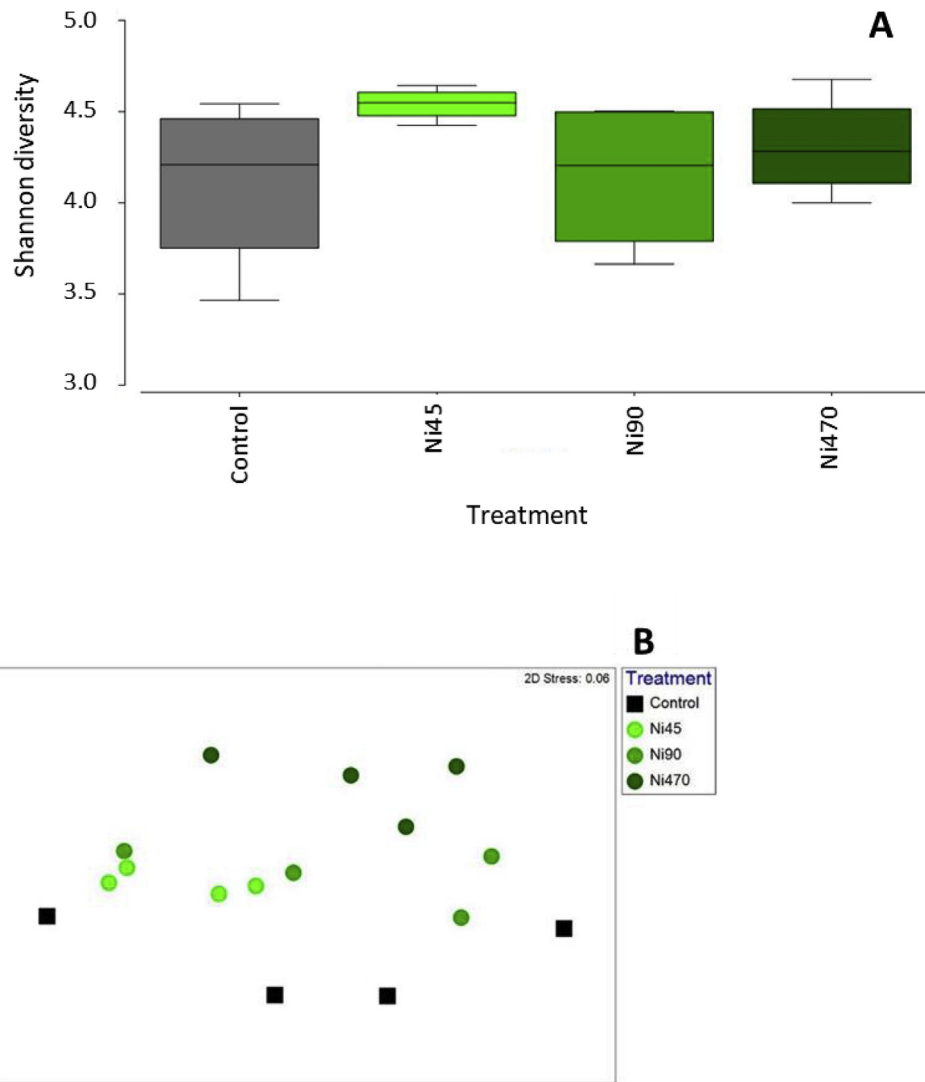 A
5.0
4.5
4.0
3.5
3.0
Shannon diversity
Control
Ni45
Ni90
Ni470
Treatment
B
2D Stress: 0.06
Treatment
Control
Ni45
Ni90
Ni470